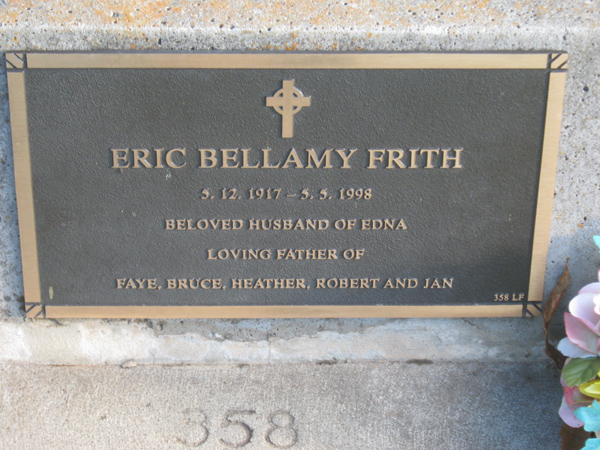 ERIC BELLAMY FRITH
5. 12. 1917 – 5. 5. 1998
BELOVED HUSBAND OF EDNA
LOVING FATHER OF
FAYE, BRUCE, HEATHER, ROBERT AND JAN
358 LF
358